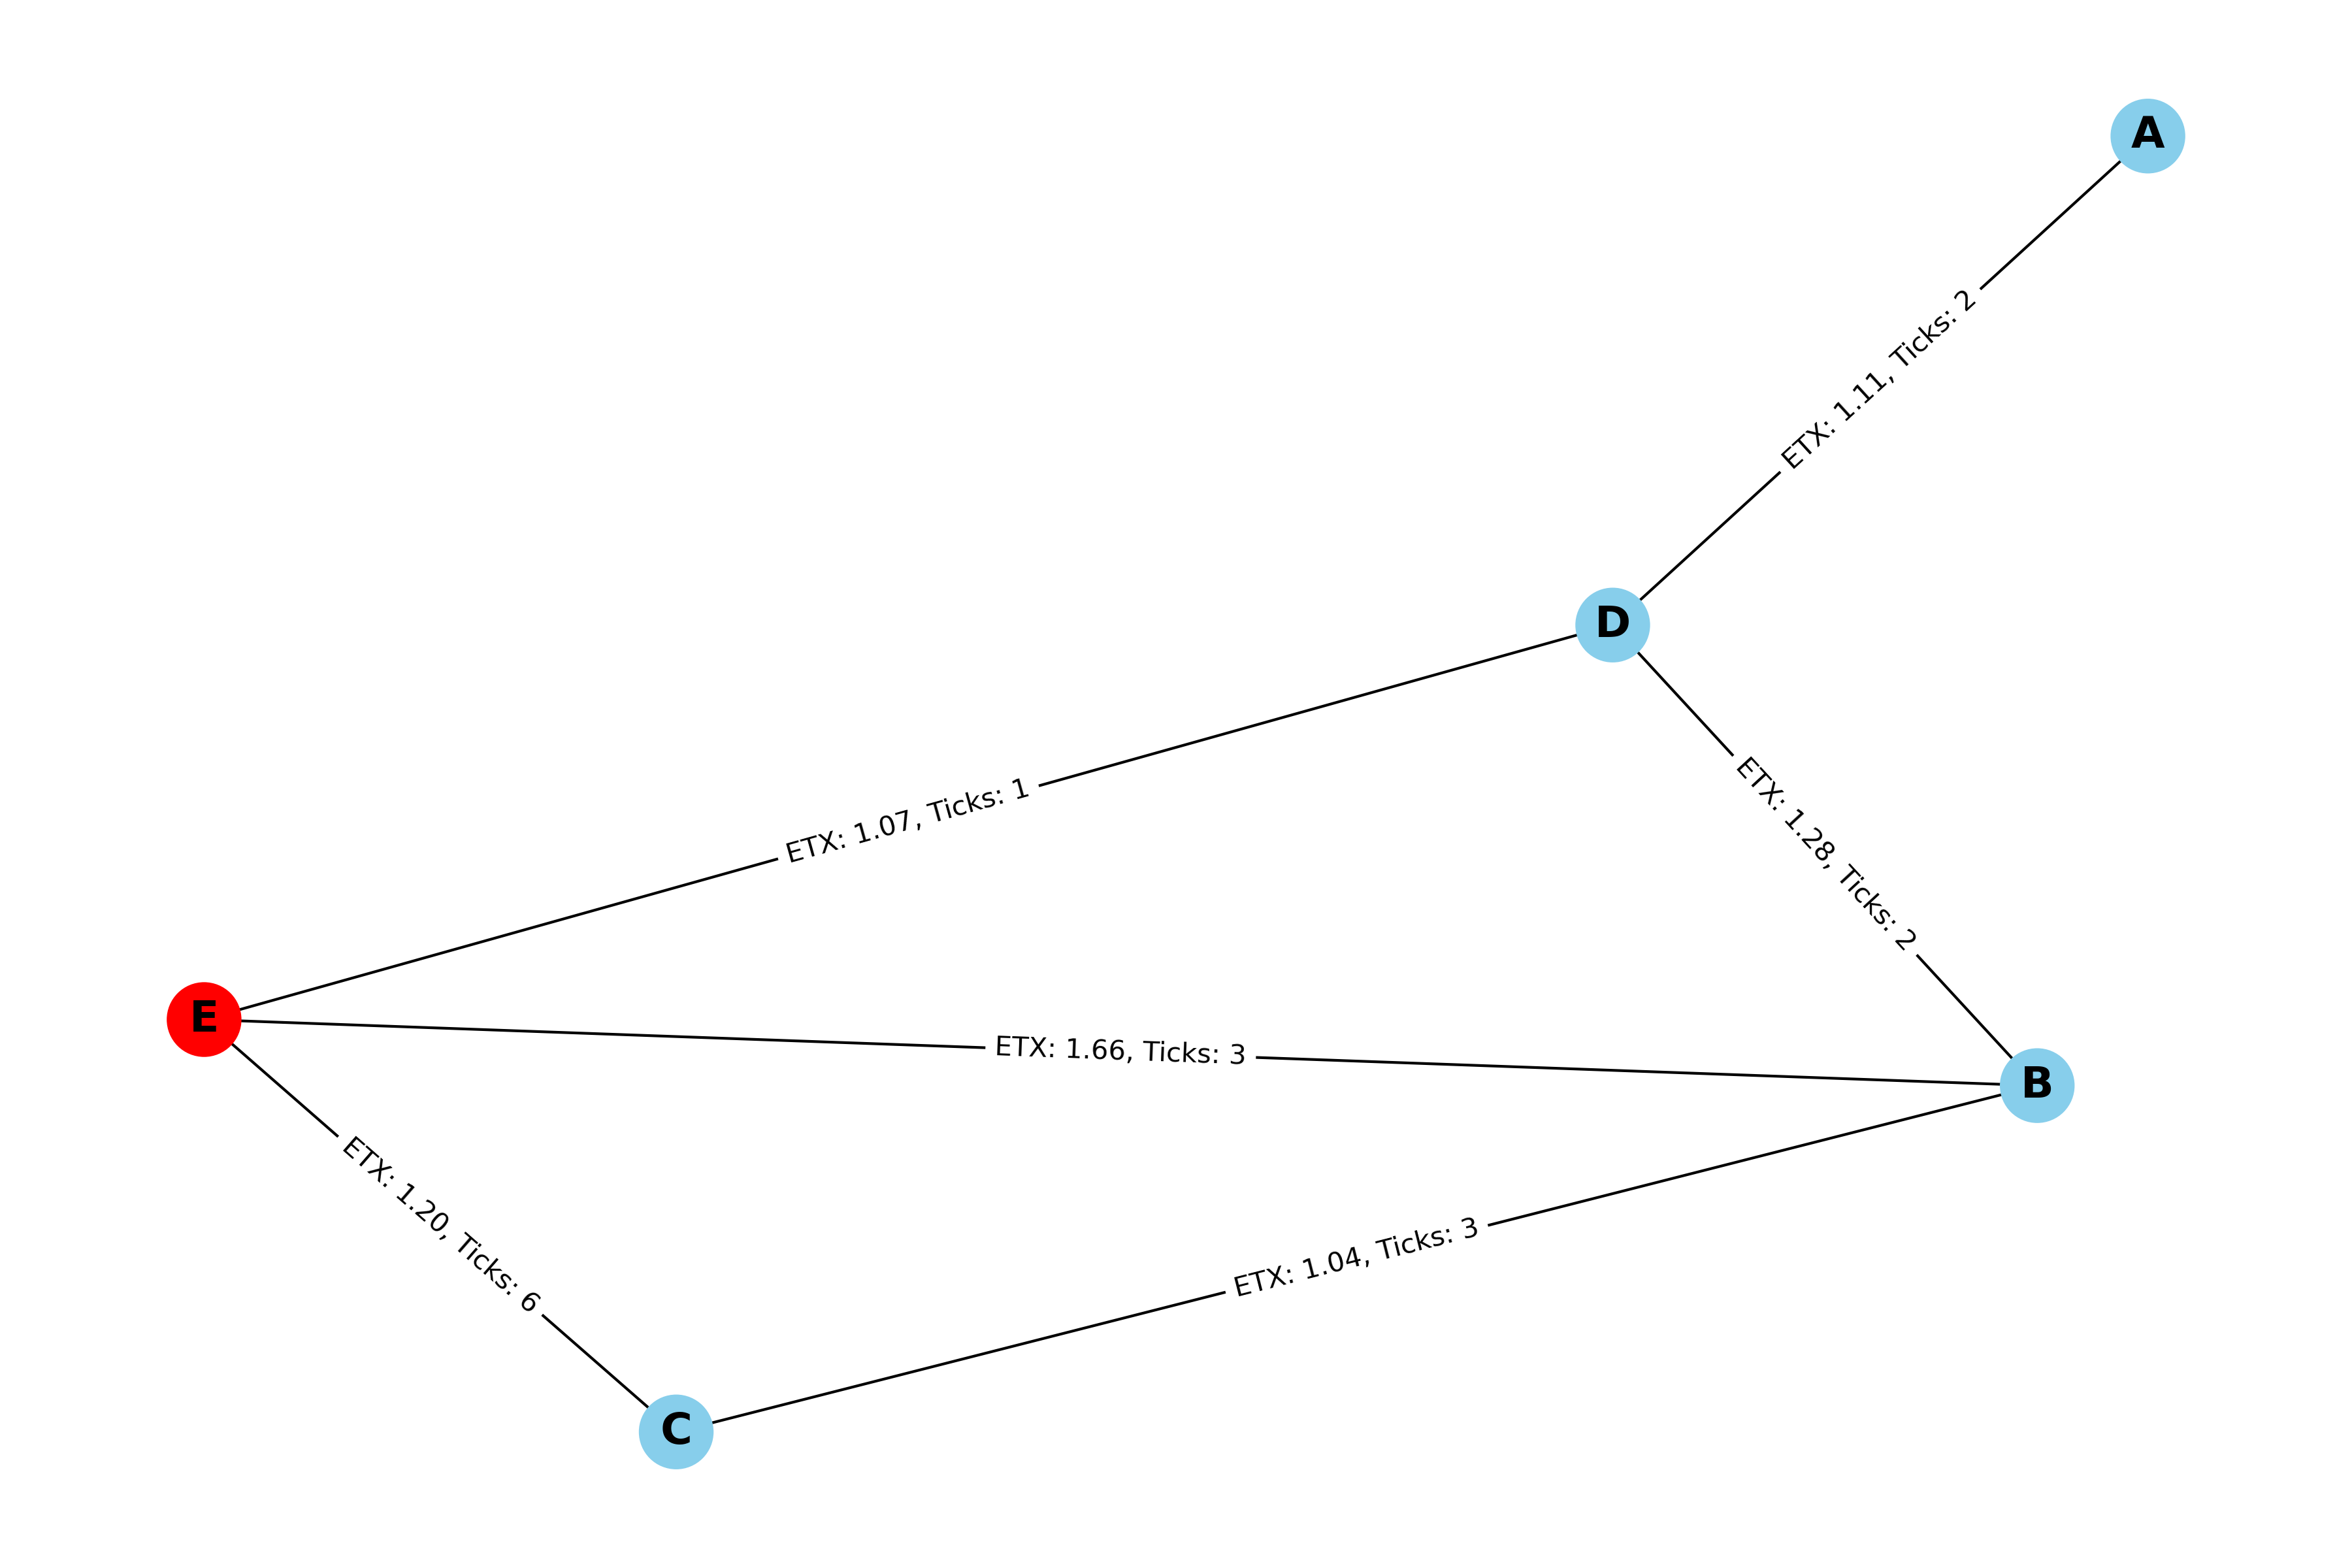 A
ETX: 1.11, Ticks: 2
D
ETX: 1.07, Ticks: 1
ETX: 1.28, Ticks: 2
E
ETX: 1.66, Ticks: 3
B
ETX: 1.20, Ticks: 6
ETX: 1.04, Ticks: 3
C